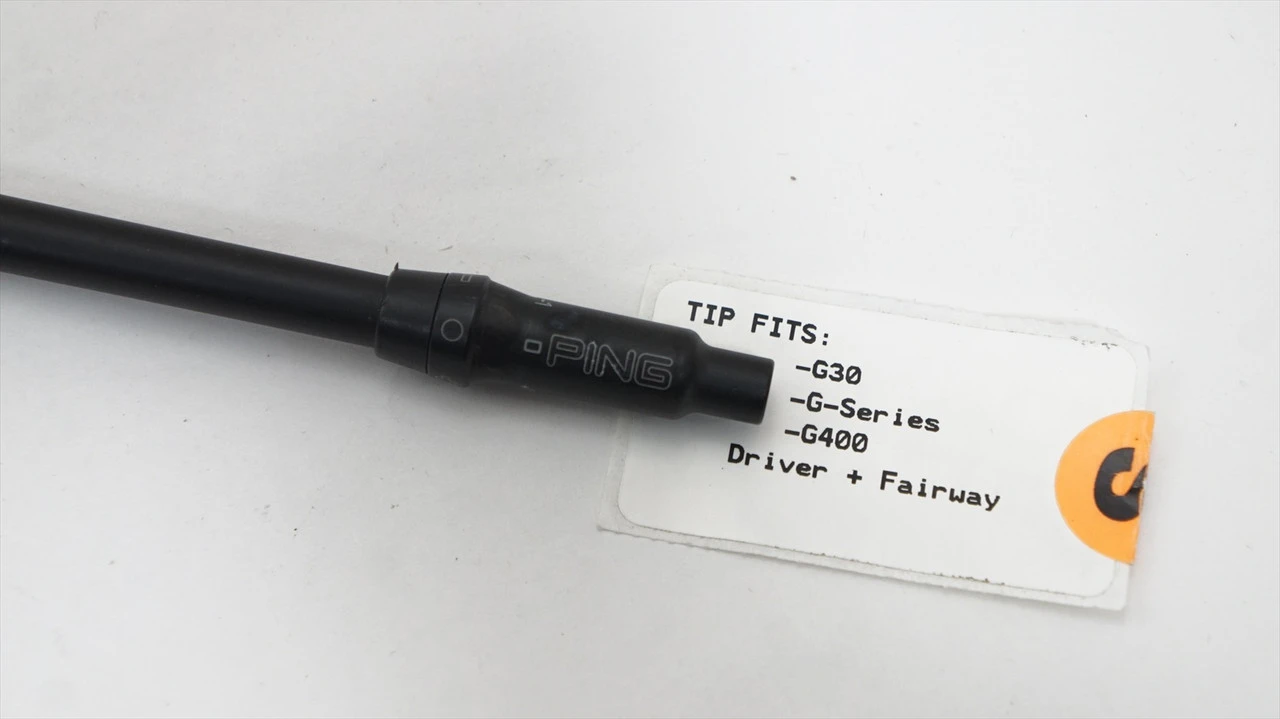 PING
TIP FITS:
-G30
-G-Series
-G400
Driver + Fairway